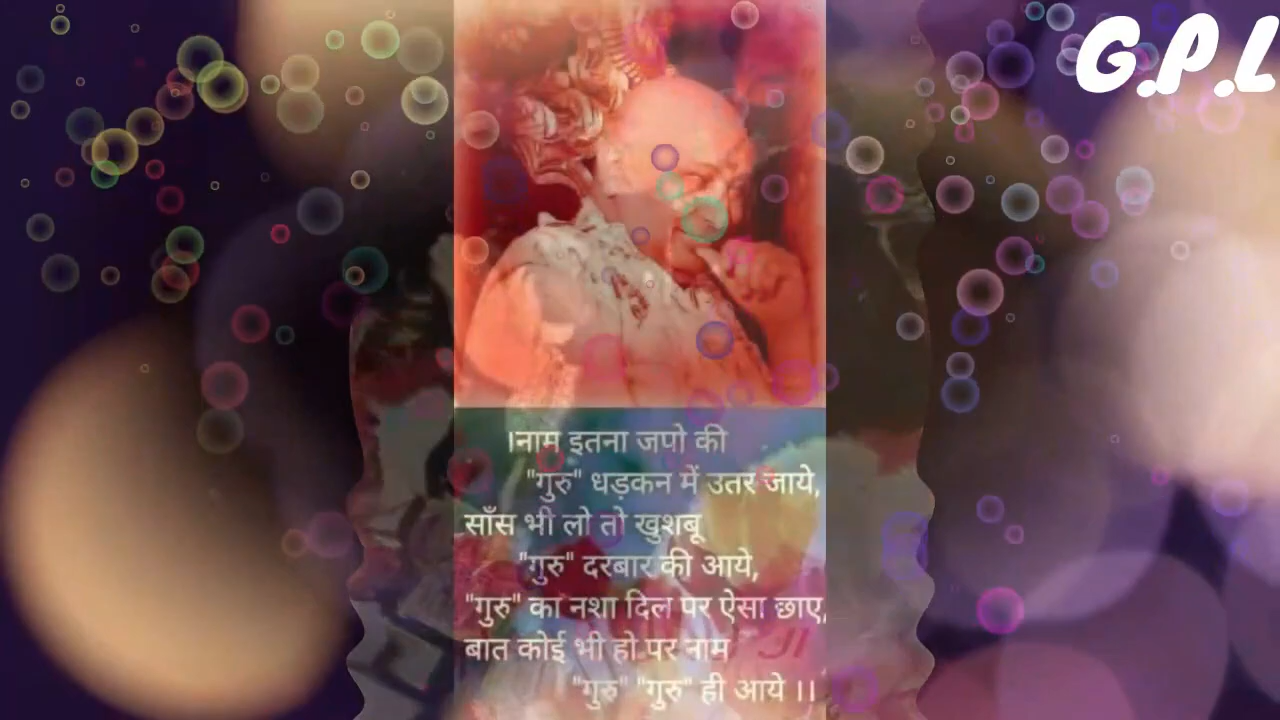 G.P.L
।नाम इतना जपो की
"गुरु" धड़कन में उतर जाये,
साँस भी लो तो खुशबू
"गुरु" दरबार की आये,
"गुरु" का नशा दिल पर ऐसा छाए,
बात कोई भी हो पर नाम
"गुरु" "गुरु" ही आये ।।